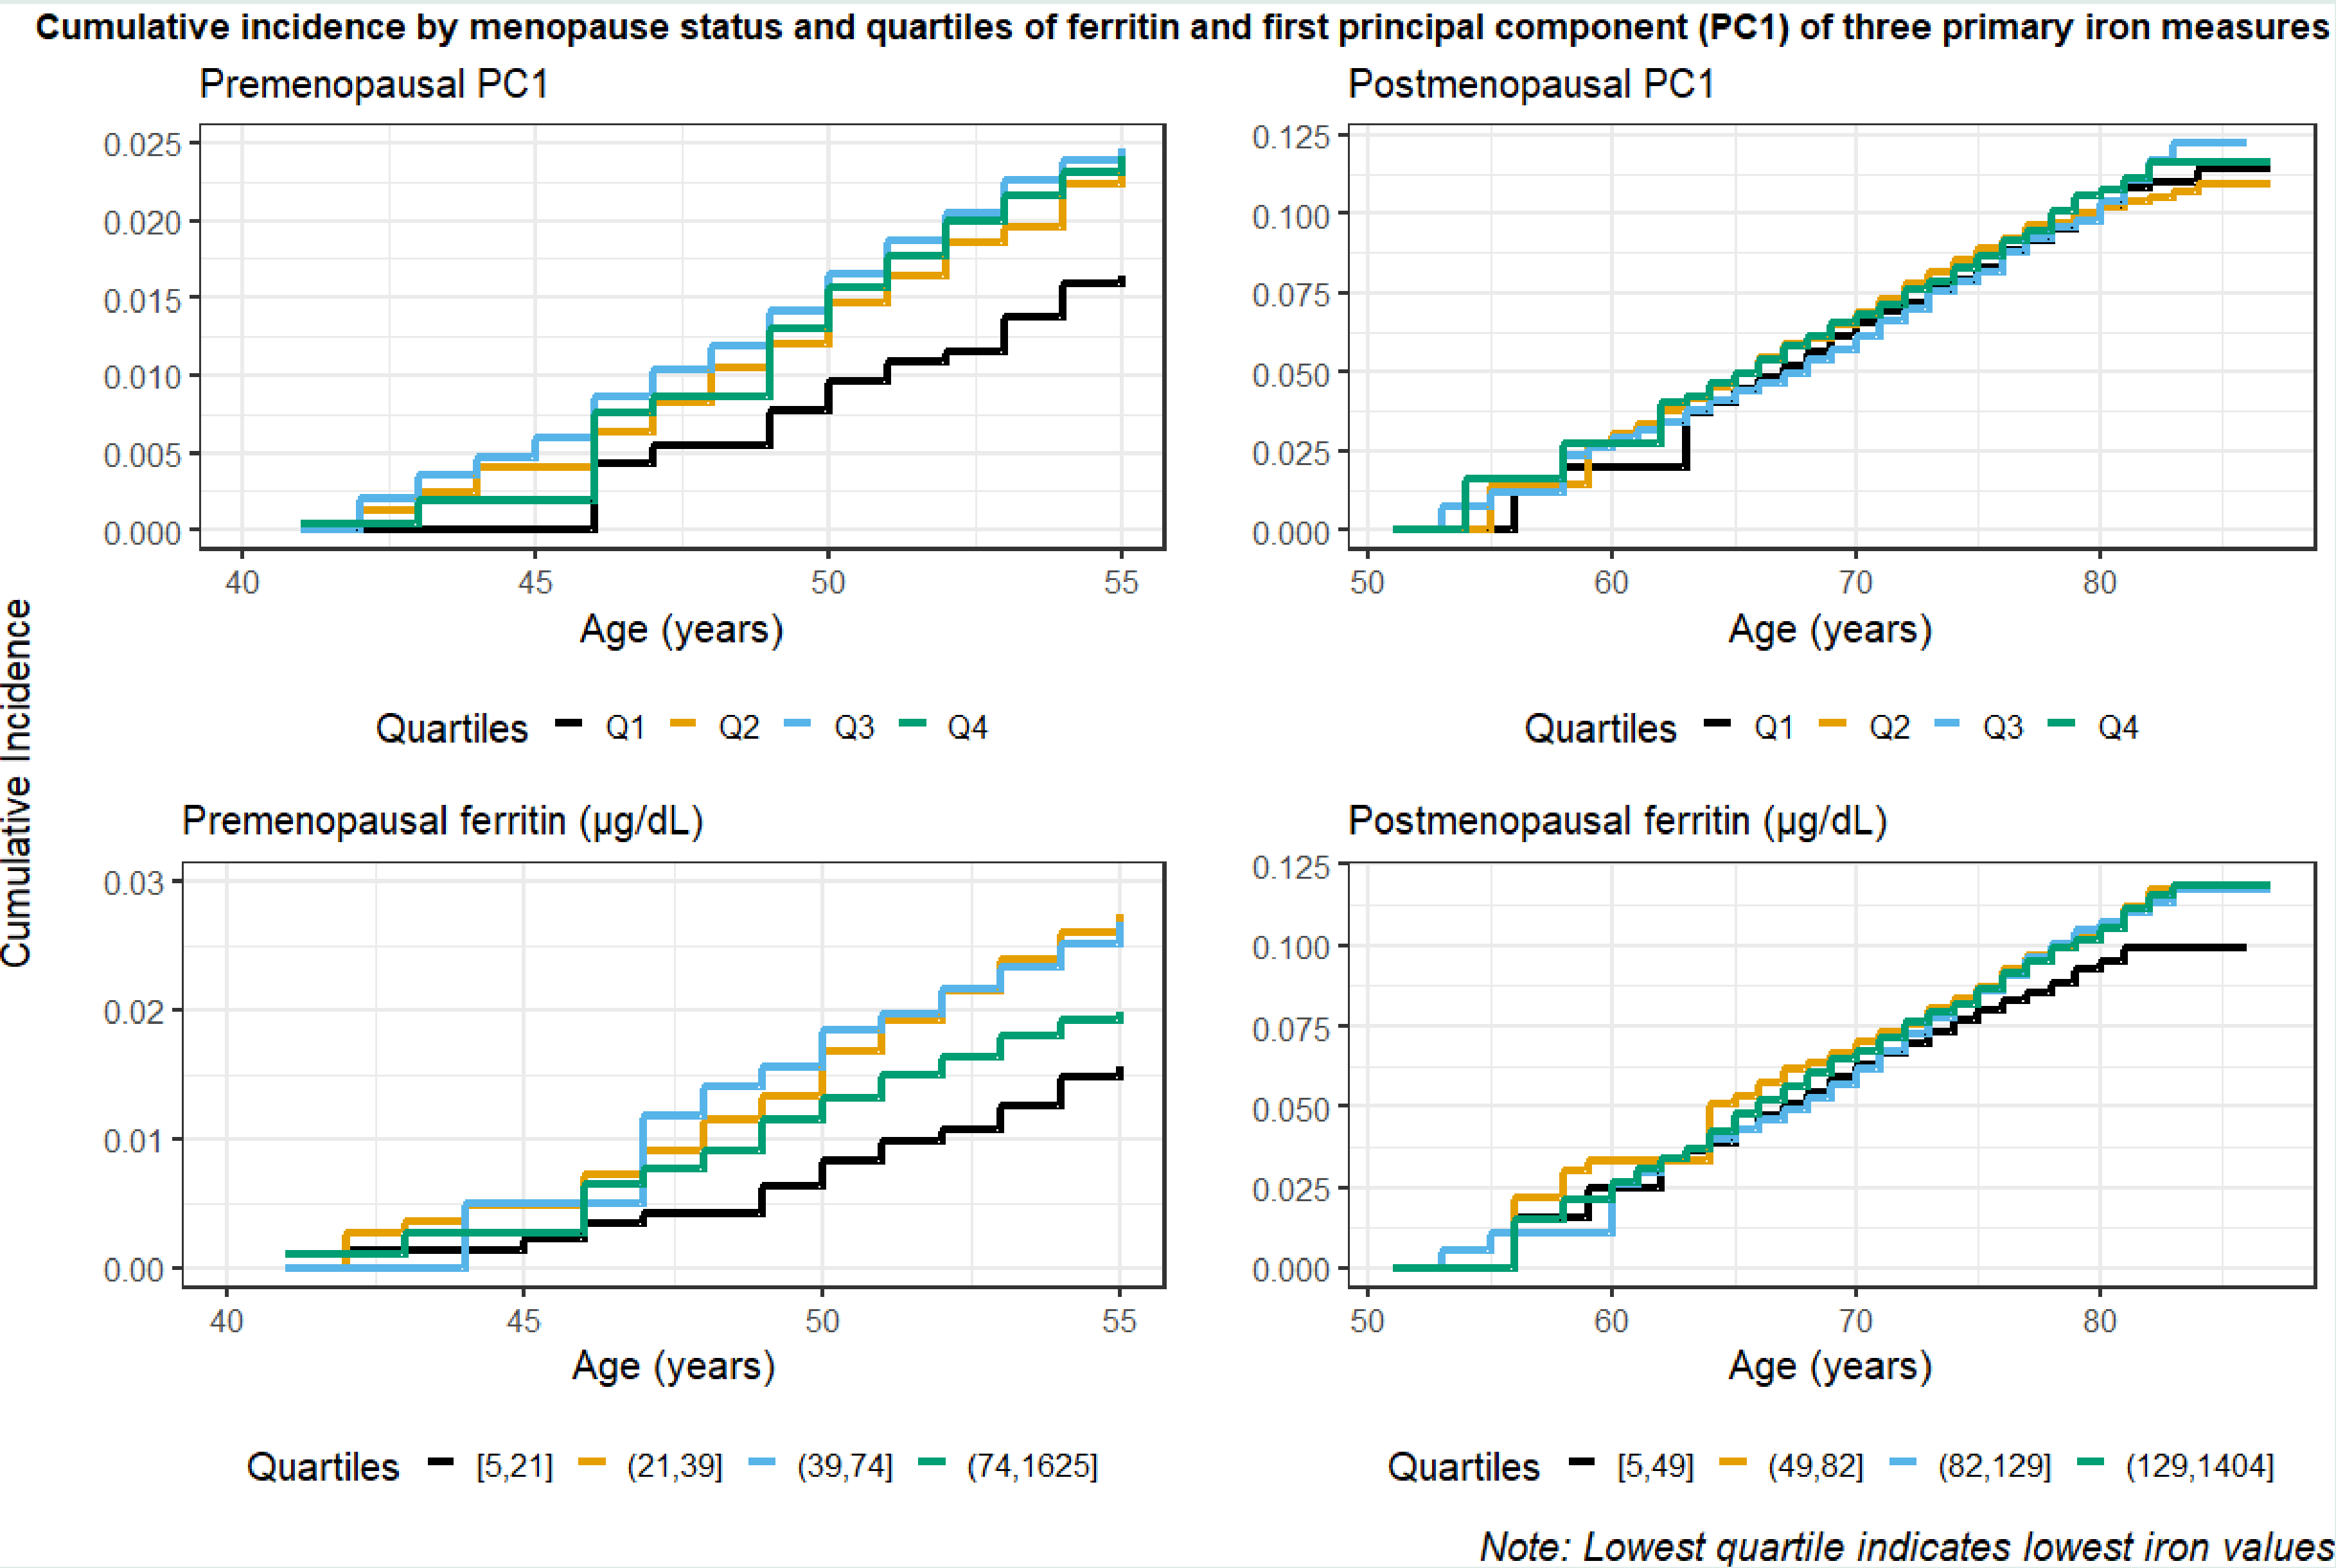 Cumulative incidence by menopause status and quartiles of ferritin and first principal component (PC1) of three primary iron measures
Cumulative Incidence
Premenopausal PC1
0.025
0.020
0.015
0.010
0.005
0.000
40 45 50 55
Age (years)
Quartiles Q1 Q2 Q3 Q4
Postmenopausal PC1
0.125
0.100
0.075
0.050
0.025
0.000
50 60 70 80
Age (years)
Quartiles Q1 Q2 Q3 Q4
Premenopausal ferritin (µg/dL)
0.03
0.02
0.01
0.00
40 45 50 55
Age (years)
Quartiles [5,21] (21,39] (39,74] (74,1625]
Postmenopausal ferritin (µg/dL)
0.125
0.100
0.075
0.050
0.025
0.000
50 60 70 80
Age (years)
Quartiles [5,49] (49,82] (82,129] (129,1404]
Note: Lowest quartile indicates lowest iron values